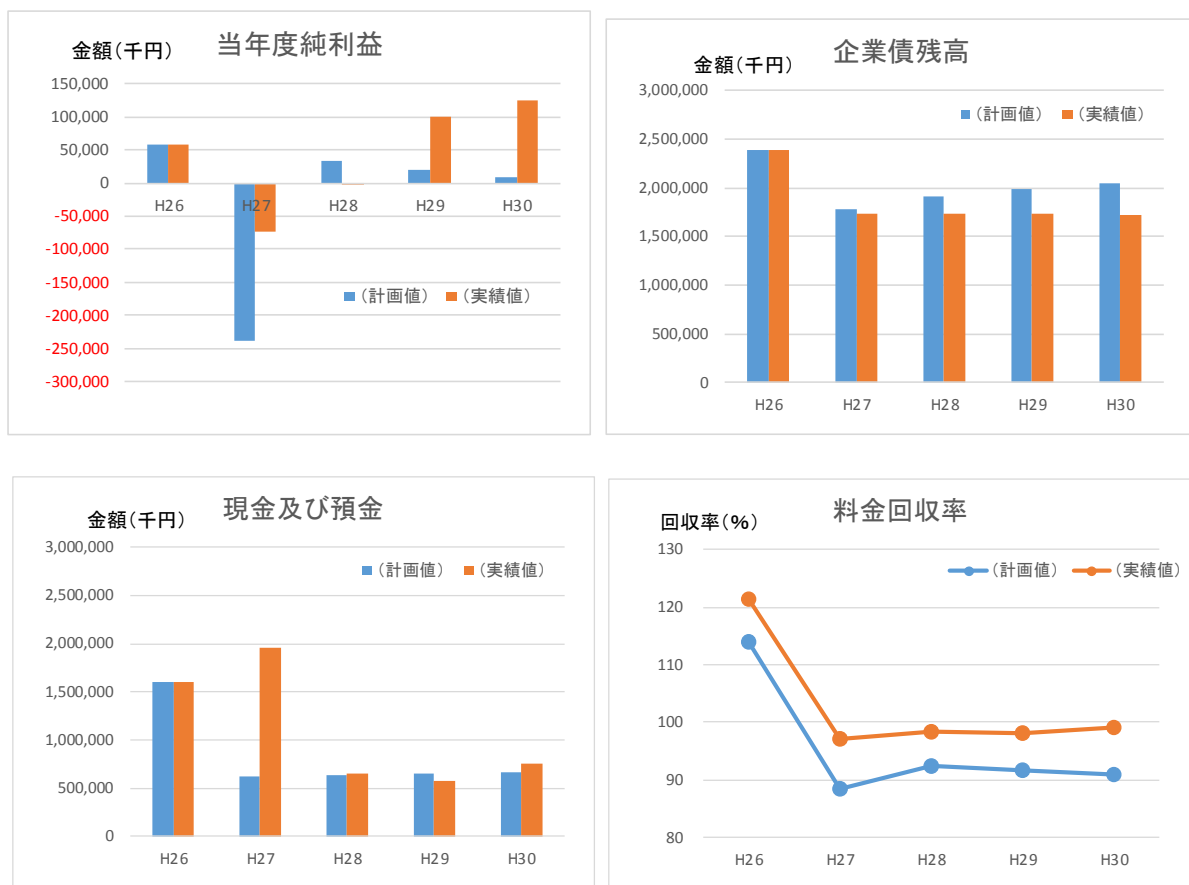 当年度純利益
金額(千円)
150,000
100,000
50,000
0
-50,000
-100,000
-150,000
-200,000
-250,000
-300,000
H26 H27 H28 H29 H30
(計画値) (実績値)
企業債残高
金額(千円)
3,000,000
2,500,000
2,000,000
1,500,000
1,000,000
500,000
0
(計画値) (実績値)
H26 H27 H28 H29 H30
現金及び預金
金額(千円)
3,000,000
2,500,000
2,000,000
1,500,000
1,000,000
500,000
0
(計画値) (実績値)
H26 H27 H28 H29 H30
料金回収率
回収率(%)
130
120
110
100
90
80
(計画値) (実績値)
H26 H27 H28 H29 H30